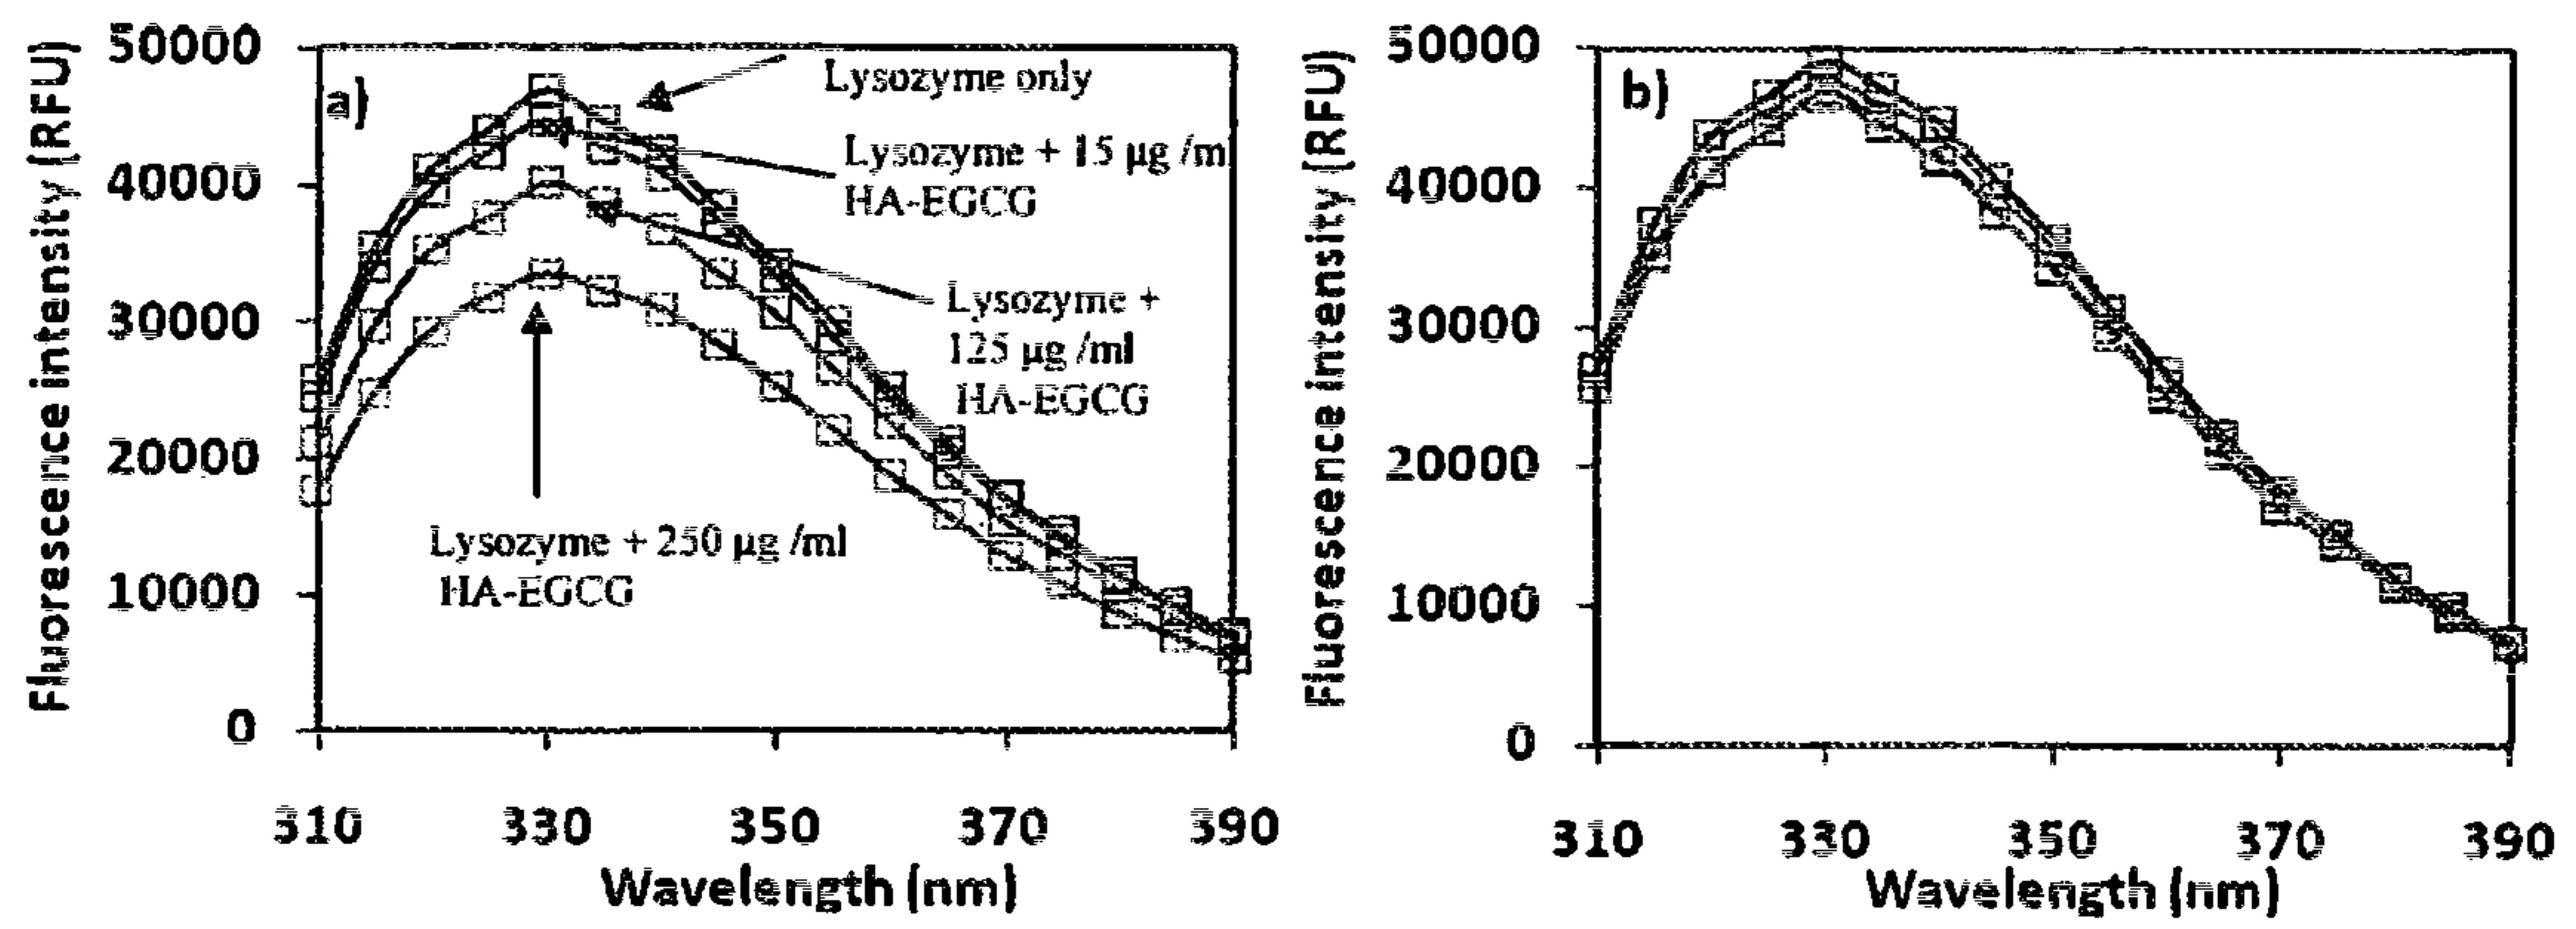 Fluorescence intensity (RFU)
50000
40000
30000
20000
10000
0
a)
Lysozyme only
Lysozyme + 15 µg /m
HA-EGCG
Lysozyme +
125 µg /ml
HA-EGCG
Lysozyme + 250 µg /ml
HA-EGCG
310 330 350 370 390
Wavelength (nm)
Fluorescence intensity (RFU)
50000
40000
30000
20000
10000
0
b)
310 330 350 370 390
Wavelength (nm)